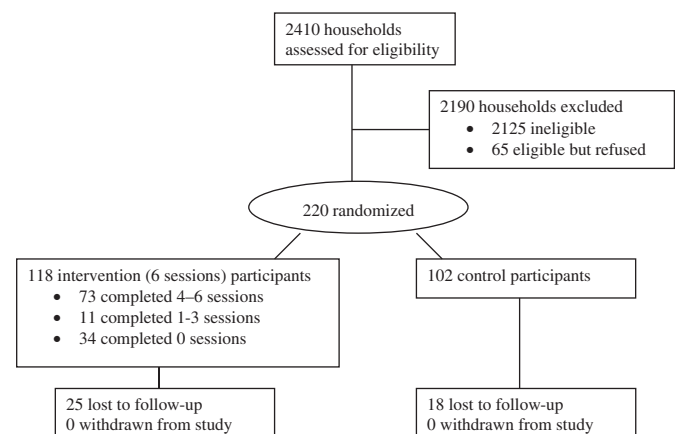 2410 households
assessed for eligibility
2190 households excluded
• 2125 ineligible
• 65 eligible but refused
220 randomized
118 intervention (6 sessions) participants
• 73 completed 4–6 sessions
• 11 completed 1-3 sessions
• 34 completed 0 sessions
102 control participants
25 lost to follow-up
0 withdrawn from study
18 lost to follow-up
0 withdrawn from study